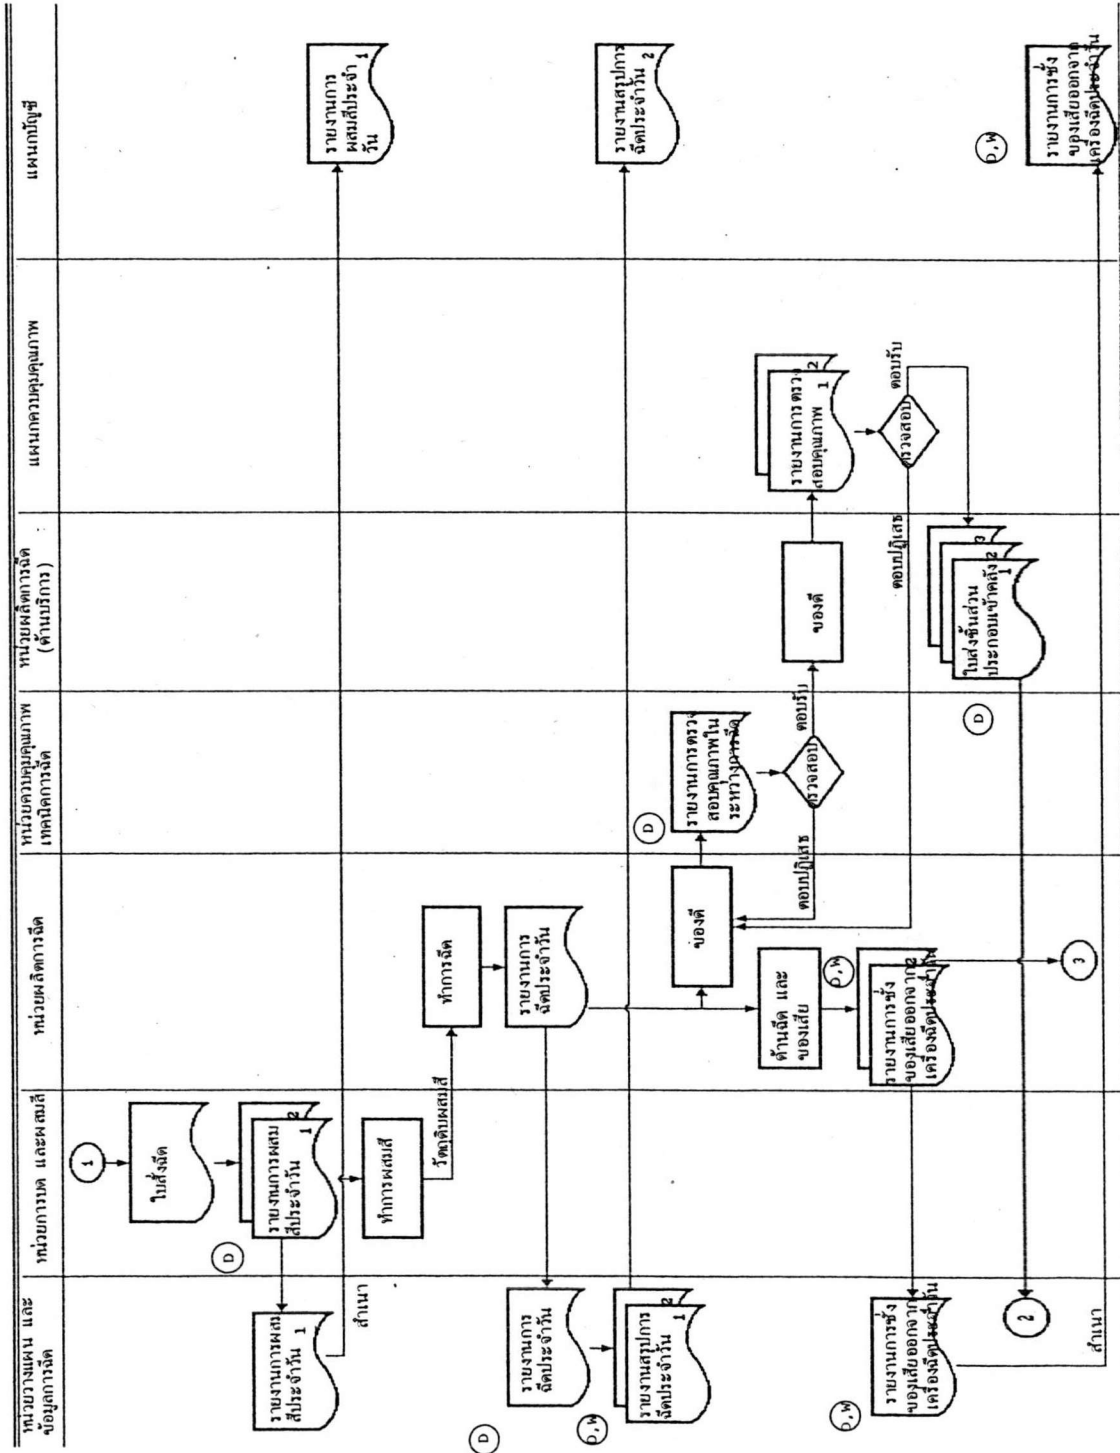 หน่วยวางแผน และ
ข้อมูลการฉีด
หน่วยการบด และผสมสี
หน่วยผลิตการฉีด
หน่วยควบคุมคุณภาพ
เทคนิคการฉีด
หน่วยผลิตการฉีด
(ด้านบริการ)
แผนกควบคุมคุณภาพ
แผนกบัญชี
1
ใบสั่งฉีด
D
รายงานการผสม
สีประจำวัน 1
2
รายงานการผสม
สีประจำวัน 1
สำเนา
รายงานการ
ผสมสีประจำ
วัน 1
ทำการผสมสี
วัตถุดิบผสมสี
ทำการฉีด
รายงานการ
ฉีดประจำวัน
D
รายงานการ
ฉีดประจำวัน
D,W
รายงานสรุปการ
ฉีดประจำวัน 1
2
รายงานสรุปการ
ฉีดประจำวัน 2
ของดี
D
รายงานการตรวจ
สอบคุณภาพใน
ระหว่างการฉีด
ตรวจสอบ
ตอบรับ
ตอบปฏิเสธ
ของดี
รายงานการตรวจ
สอบคุณภาพ 1
2
ตรวจสอบ
ตอบรับ
ตอบปฏิเสธ
ก้านฉีด และ
ของเสีย
D,W
รายงานการชั่ง
ของเสียออกจาก
เครื่องฉีดประจำวัน
2
3
D,W
รายงานการชั่ง
ของเสียออกจาก
เครื่องฉีดประจำวัน
สำเนา
D,W
รายงานการชั่ง
ของเสียออกจาก
เครื่องฉีดประจำวัน
ใบส่งชิ้นส่วน
ประกอบเข้าคลัง
1
2
3
D
2